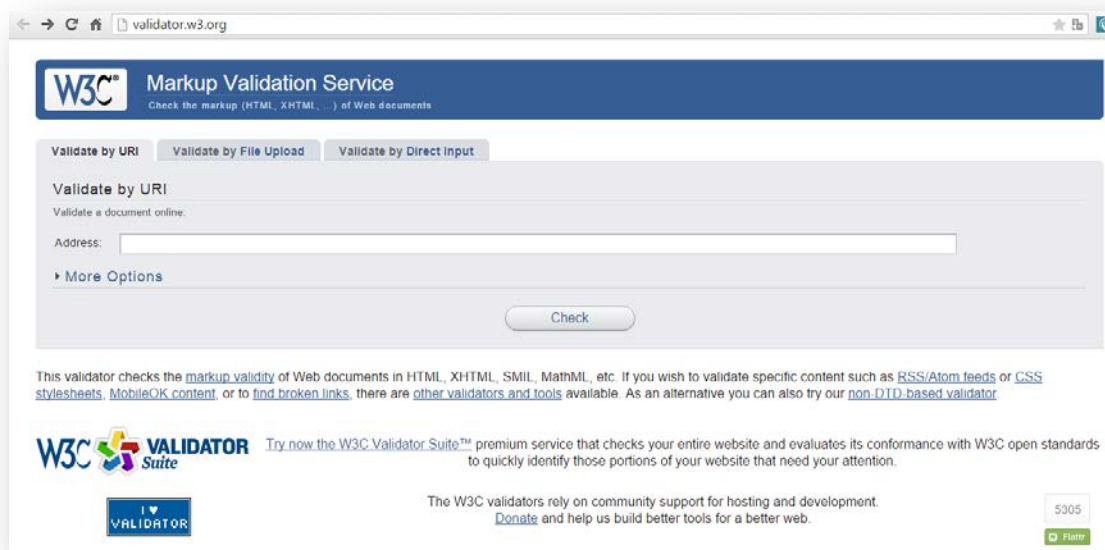 validator.w3.org
W3C®
Markup Validation Service
Check the markup (HTML, XHTML, ...) of Web documents
Validate by URI
Validate by File Upload
Validate by Direct Input
Validate by URI
Validate a document online:
Address:
More Options
Check
This validator checks the markup validity of Web documents in HTML, XHTML, SMIL, MathML, etc. If you wish to validate specific content such as RSS/Atom feeds or CSS
stylesheets, MobileOK content, or to find broken links, there are other validators and tools available. As an alternative you can also try our non-DTD-based validator
W3C VALIDATOR
Suite
Try now the W3C Validator Suite™ premium service that checks your entire website and evaluates its conformance with W3C open standards
to quickly identify those portions of your website that need your attention.
I ♥
VALIDATOR
The W3C validators rely on community support for hosting and development.
Donate and help us build better tools for a better web.
5305
Flattr